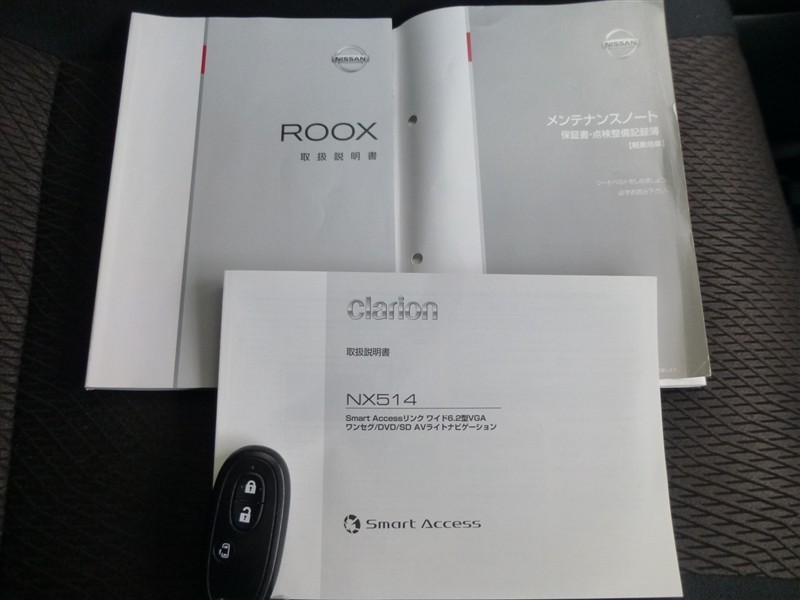 NISSAN
ROOX
取扱説明書
NISSAN
メンテナンスノート
保証書・点検整備記録簿
【軽乗用車】
clarion
取扱説明書
NX514
Smart Accessリンク ワイド6.2型VGA
ワンセグ/DVD/SD AVライトナビゲーション
Smart Access